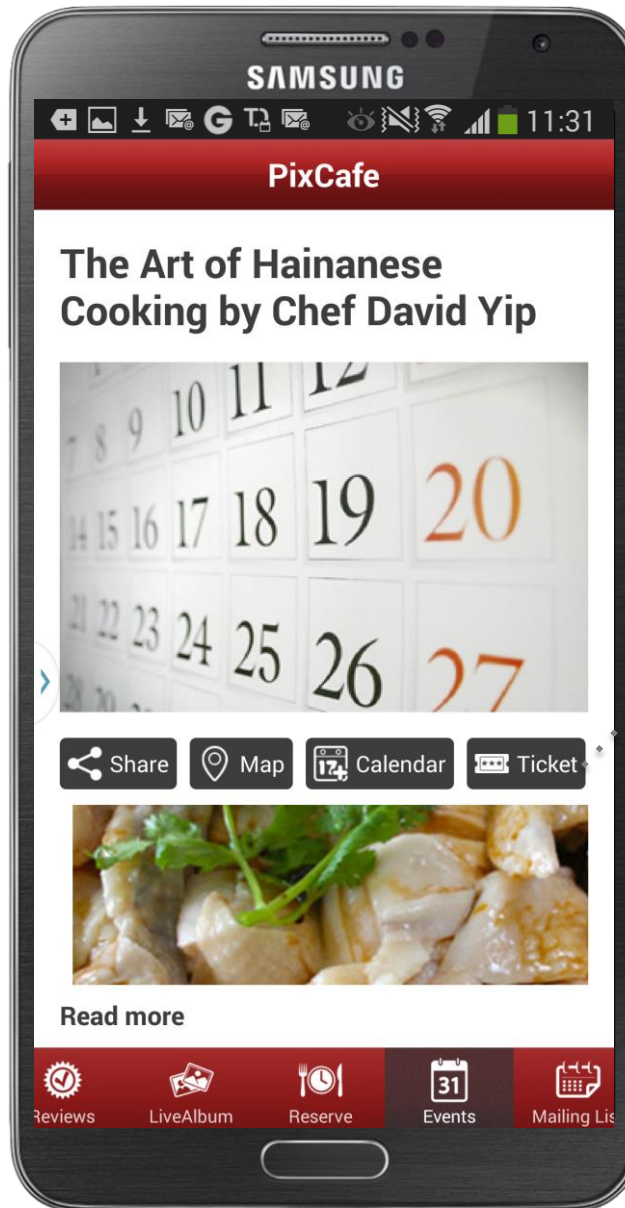 SAMSUNG
11:31
PixCafe
The Art of Hainanese
Cooking by Chef David Yip
7 8 9 10 11 12
14 15 16 17 18 19 20
21 22 23 24 25 26 27
Share Map Calendar Ticket
Read more
Reviews LiveAlbum Reserve 31 Events Mailing Lis